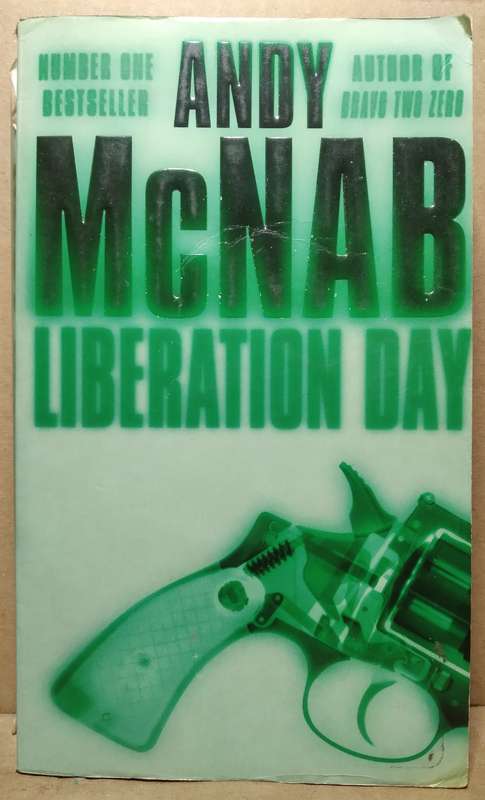 NUMBER ONE
BESTSELLER
ANDY
AUTHOR OF
BRAVO TWO ZERO
McNAB
LIBERATION DAY